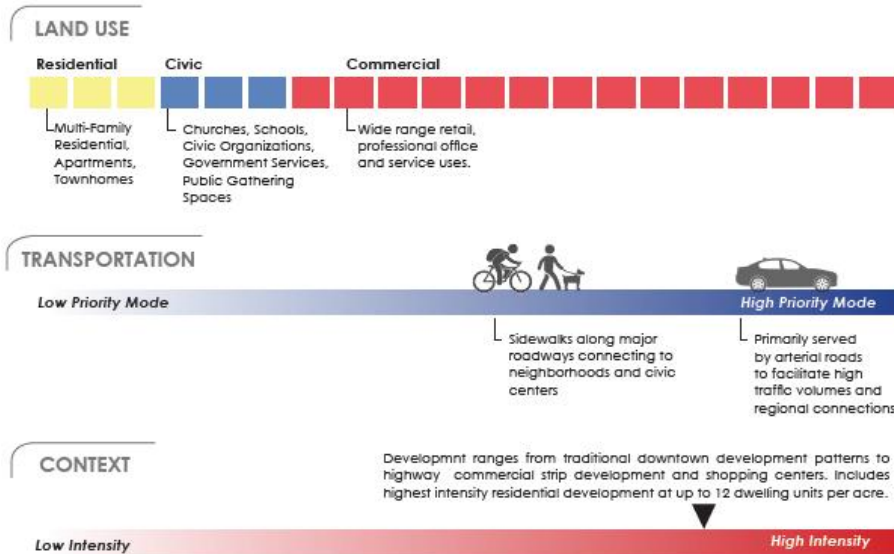 LAND USE
Residential Civic Commercial
Multi-Family
Residential,
Apartments,
Townhomes
Churches, Schools,
Civic Organizations,
Government Services,
Public Gathering
Spaces
Wide range retail,
professional office
and service uses.
TRANSPORTATION
Low Priority Mode High Priority Mode
Sidewalks along major
roadways connecting to
neighborhoods and civic
centers
Primarily served
by arterial roads
to facilitate high
traffic volumes and
regional connections
CONTEXT
Developmnt ranges from traditional downtown development patterns to
highway commercial strip development and shopping centers. Includes
highest intensity residential development at up to 12 dwelling units per acre.
Low Intensity High Intensity